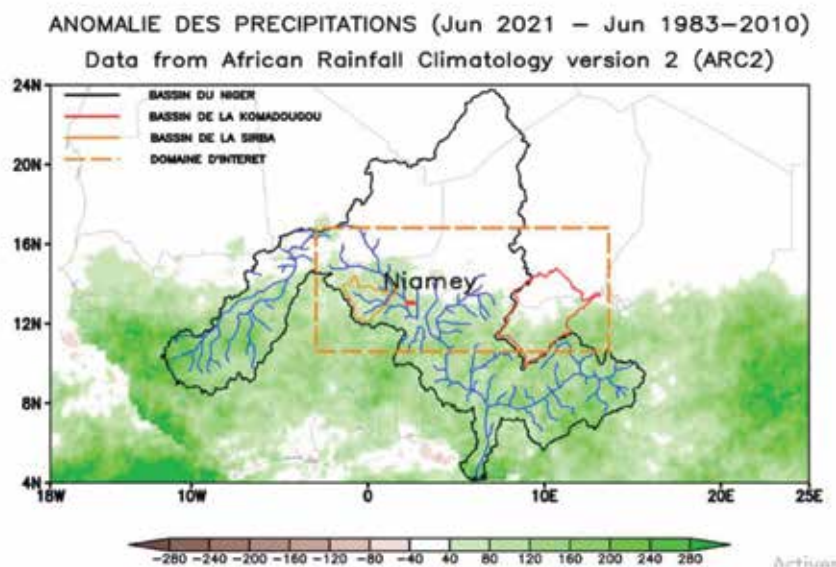 ANOMALIE DES PRECIPITATIONS (Jun 2021 - Jun 1983-2010)
Data from African Rainfall Climatology version 2 (ARC2)
24N
BASSIN DU NIGER
BASSIN DE LA KOMADOUGOU
BASSIN DE LA SIRBA
DOMAINE D'INTERET
20N
16N
Niamey
12N
8N
4N
18W 10W 0 10E 20E 25E
-280 -240 -200 -160 -120 -80 -40 40 80 120 160 200 240 280
Activer